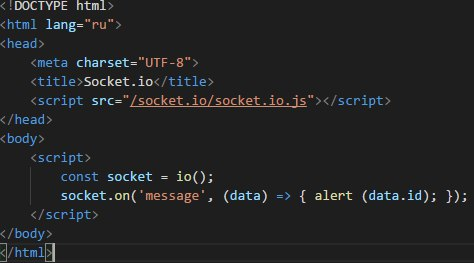 <!DOCTYPE html>
<html lang="ru">
<head>
    <meta charset="UTF-8">
    <title>Socket.io</title>
    <script src="/socket.io/socket.io.js"></script>
</head>
<body>
    <script>
        const socket = io();
        socket.on('message', (data) => { alert (data.id); });
    </script>
</body>
</html>